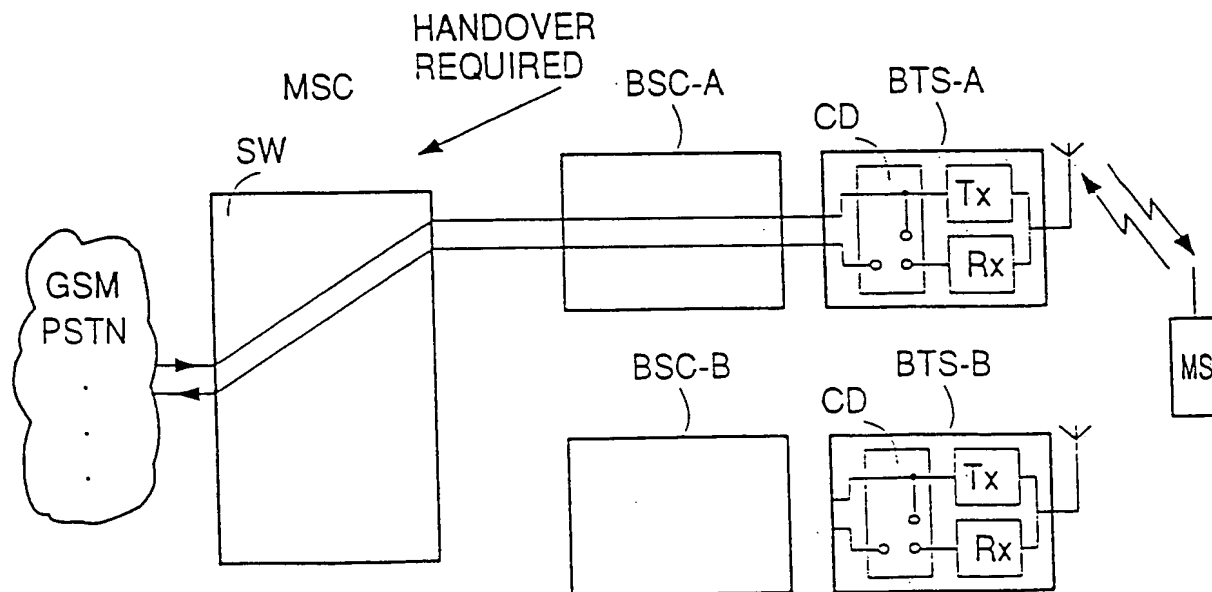 HANDOVER
REQUIRED
MSC
BSC-A
BTS-A
CD
SW
Tx
Rx
GSM
PSTN
MS
BSC-B
BTS-B
CD
Tx
Rx